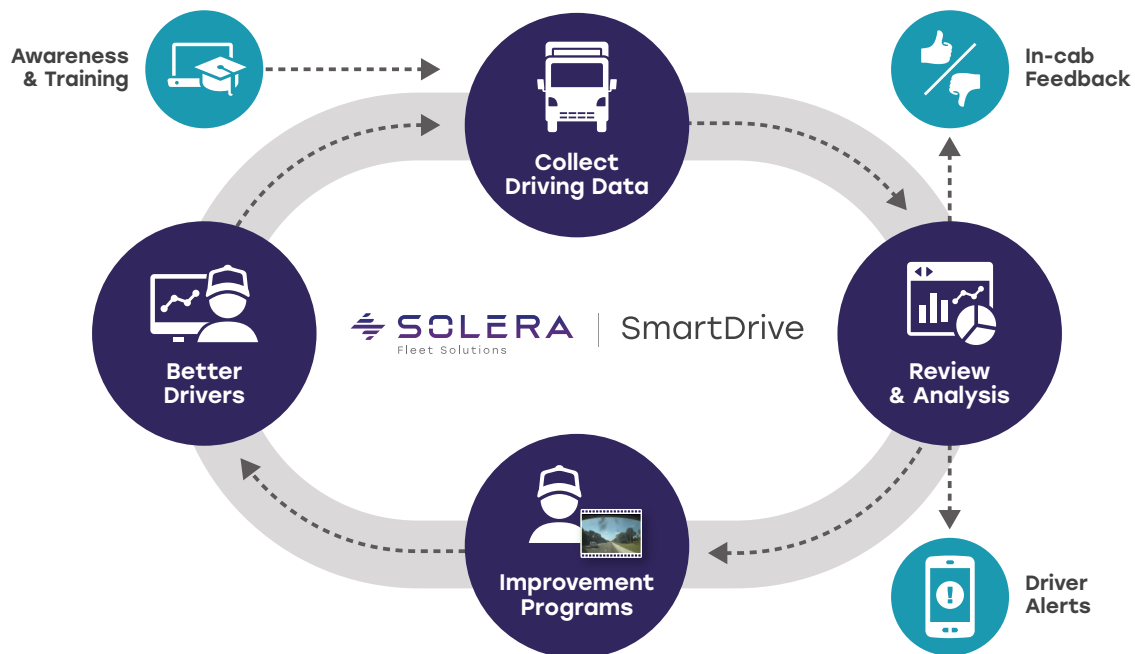 Awareness
& Training
Collect
Driving Data
In-cab
Feedback
Better
Drivers
SOLERA
Fleet Solutions
SmartDrive
Review
& Analysis
Improvement
Programs
Driver
Alerts